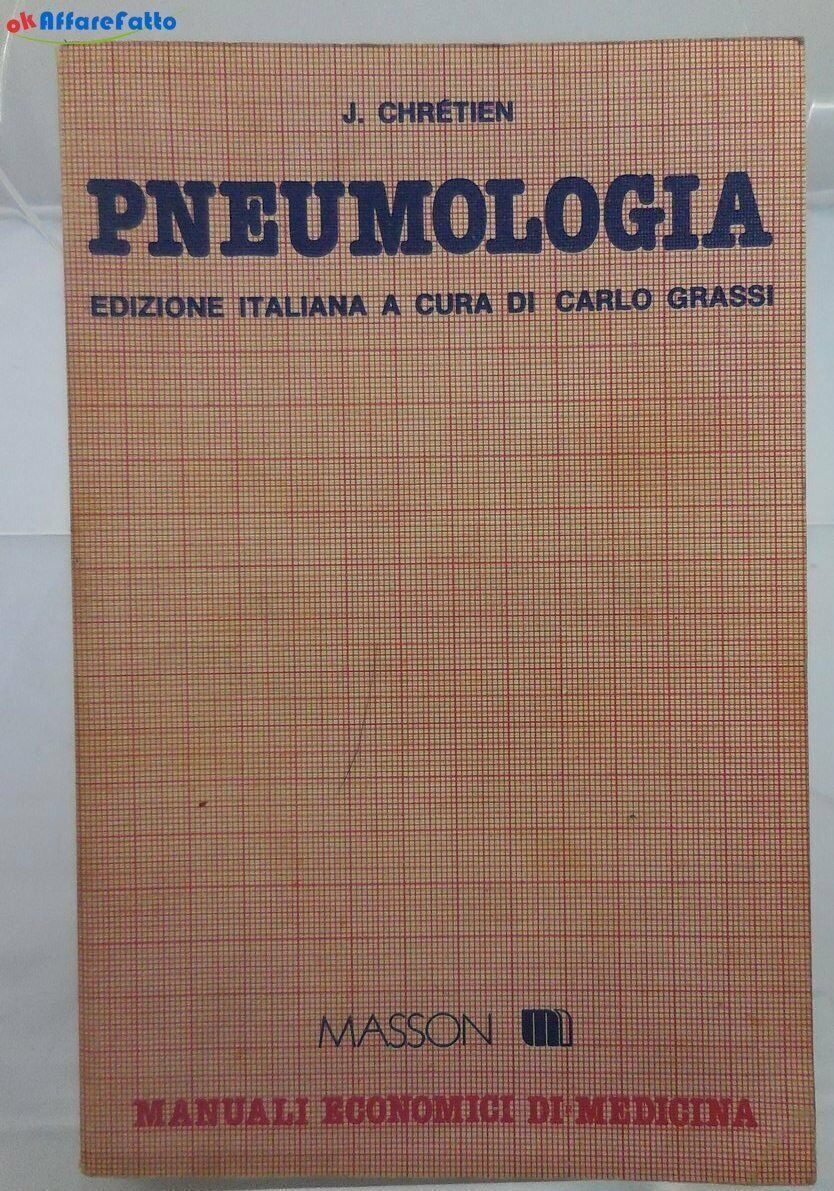 okAffareFatto
J. CHRÉTIEN
PNEUMOLOGIA
EDIZIONE ITALIANA A CURA DI CARLO GRASSI
MASSON m
MANUALI ECONOMICI DI MEDICINA